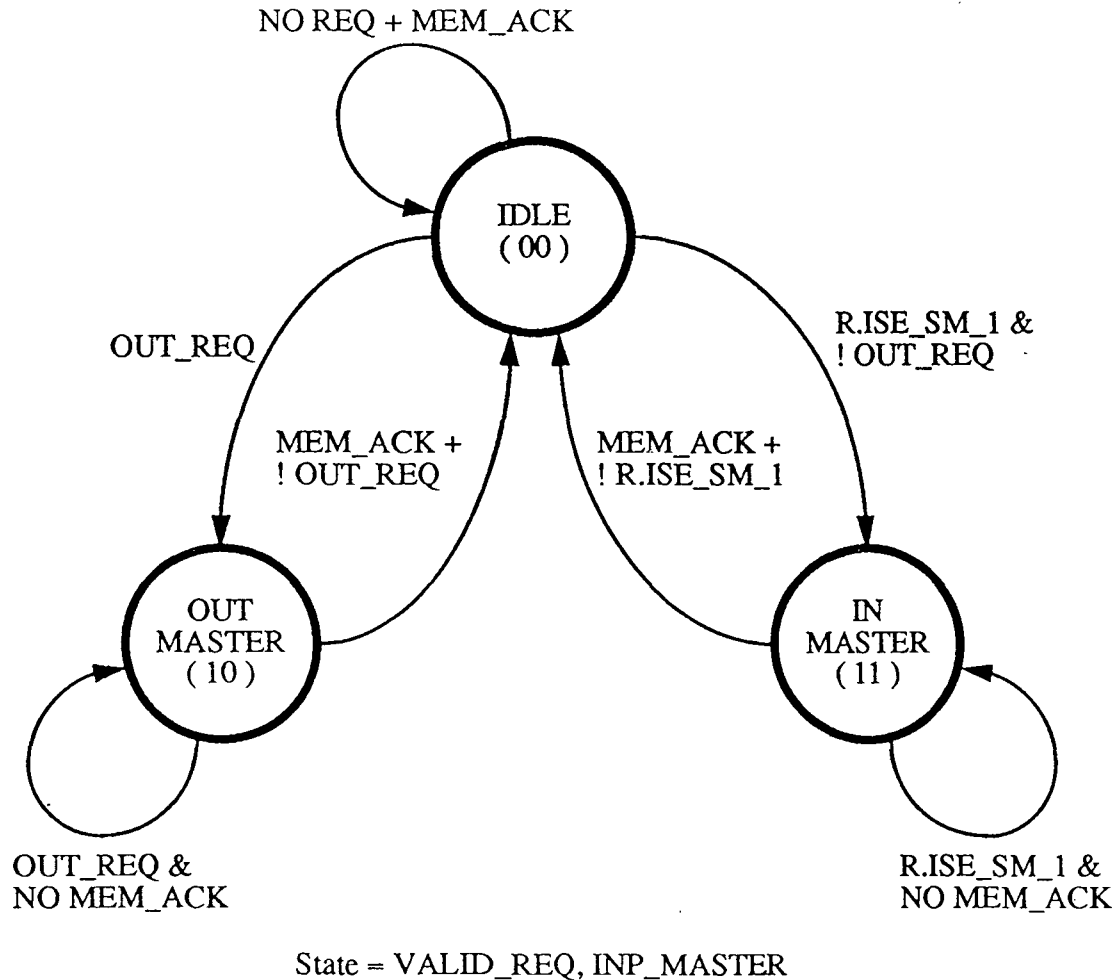 NO REQ + MEM_ACK
IDLE
( 00 )
OUT_REQ
R.ISE_SM_1 &
! OUT_REQ
MEM_ACK +
! OUT_REQ
MEM_ACK +
! R.ISE_SM_1
OUT
MASTER
( 10 )
IN
MASTER
( 11 )
OUT_REQ &
NO MEM_ACK
R.ISE_SM_1 &
NO MEM_ACK
State = VALID_REQ, INP_MASTER